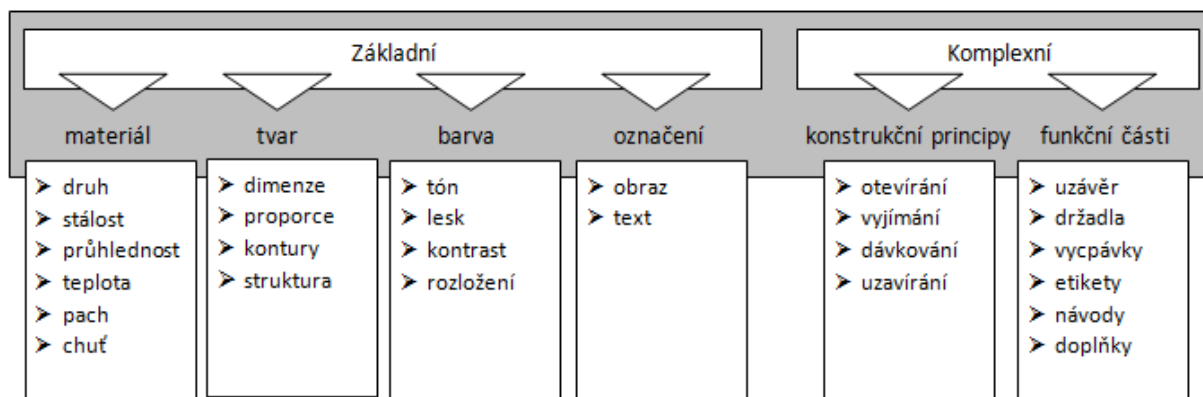 Základní
Komplexní
materiál
tvar
barva
označení
konstrukční principy
funkční části
➤ druh
➤ stálost
➤ průhlednost
➤ teplota
➤ pach
➤ chuť
➤ dimenze
➤ proporce
➤ kontury
➤ struktura
➤ tón
➤ lesk
➤ kontrast
➤ rozložení
➤ obraz
➤ text
➤ otevírání
➤ vyjímání
➤ dávkování
➤ uzavírání
➤ uzávěr
➤ držadla
➤ vycpávky
➤ etikety
➤ návody
➤ doplňky